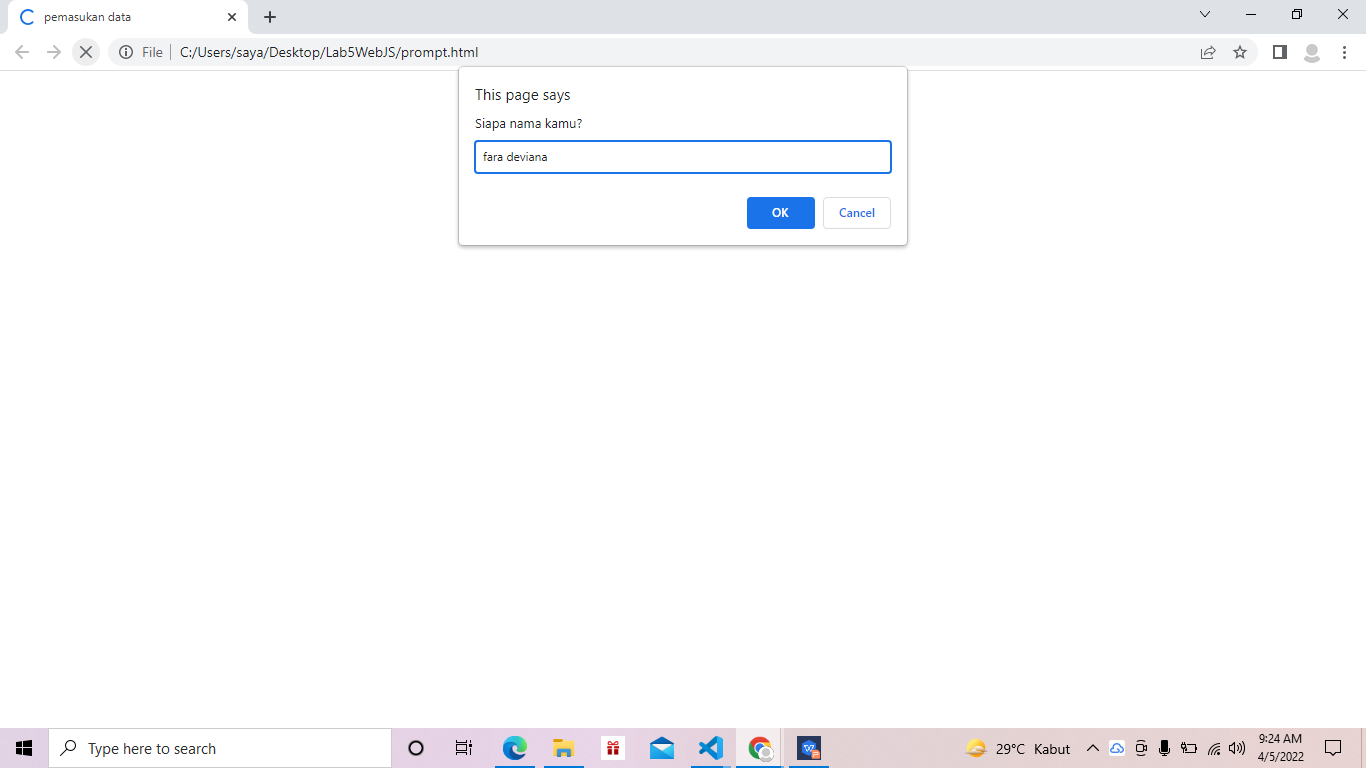 pemasukan data
File
C:/Users/saya/Desktop/Lab5WebJS/prompt.html
This page says
Siapa nama kamu?
fara deviana
OK
Cancel
Type here to search
29°C Kabut
9:24 AM
4/5/2022